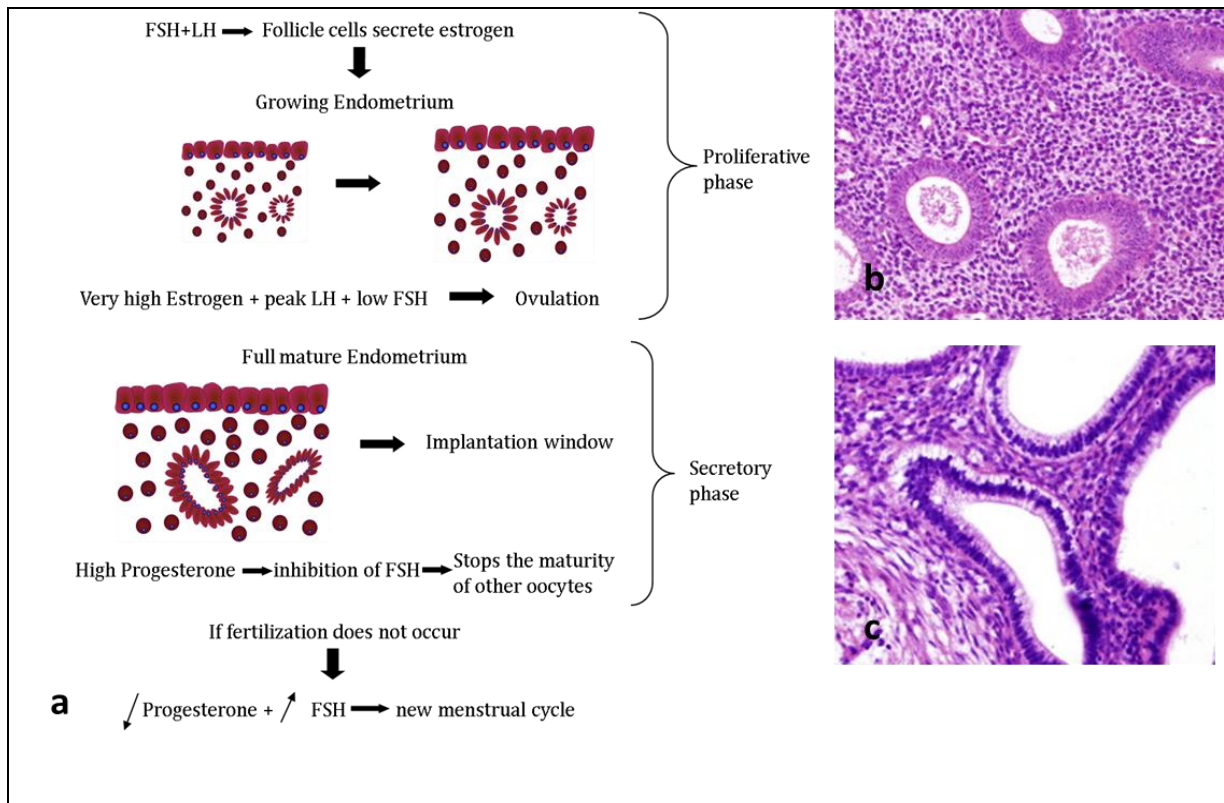 FSH+LH → Follicle cells secrete estrogen
Growing Endometrium
Proliferative
phase
Very high Estrogen + peak LH + low FSH → Ovulation
Full mature Endometrium
Implantation window
Secretory
phase
High Progesterone → inhibition of FSH → Stops the maturity
of other oocytes
If fertilization does not occur
Progesterone + FSH → new menstrual cycle
a
b
c